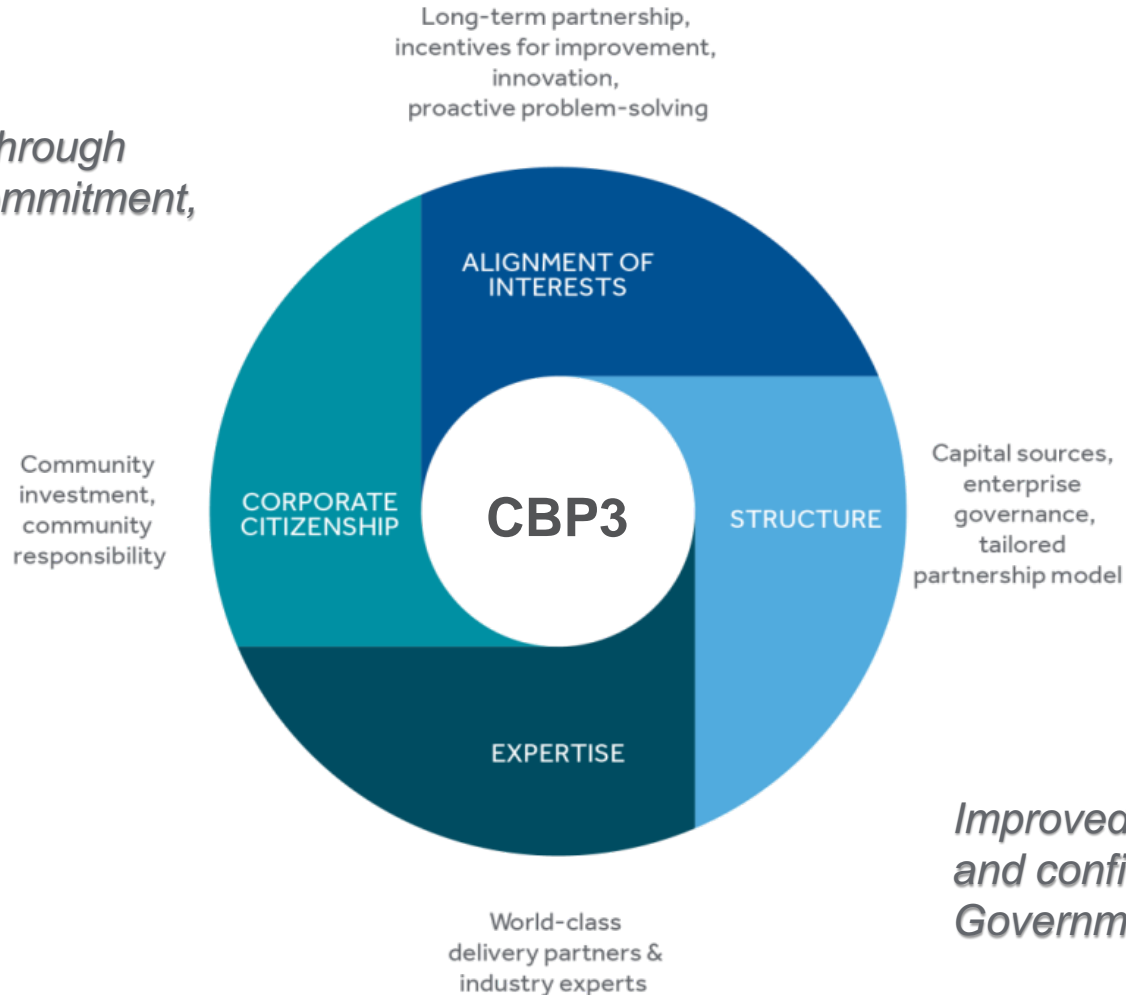 Long-term partnership,
incentives for improvement,
innovation,
proactive problem-solving
hrough
mmitment,
ALIGNMENT OF
INTERESTS
Community
investment,
community
responsibility
CORPORATE
CITIZENSHIP
CBP3
STRUCTURE
Capital sources,
enterprise
governance,
tailored
partnership model
EXPERTISE
Improved
and confi
Governm
World-class
delivery partners &
industry experts